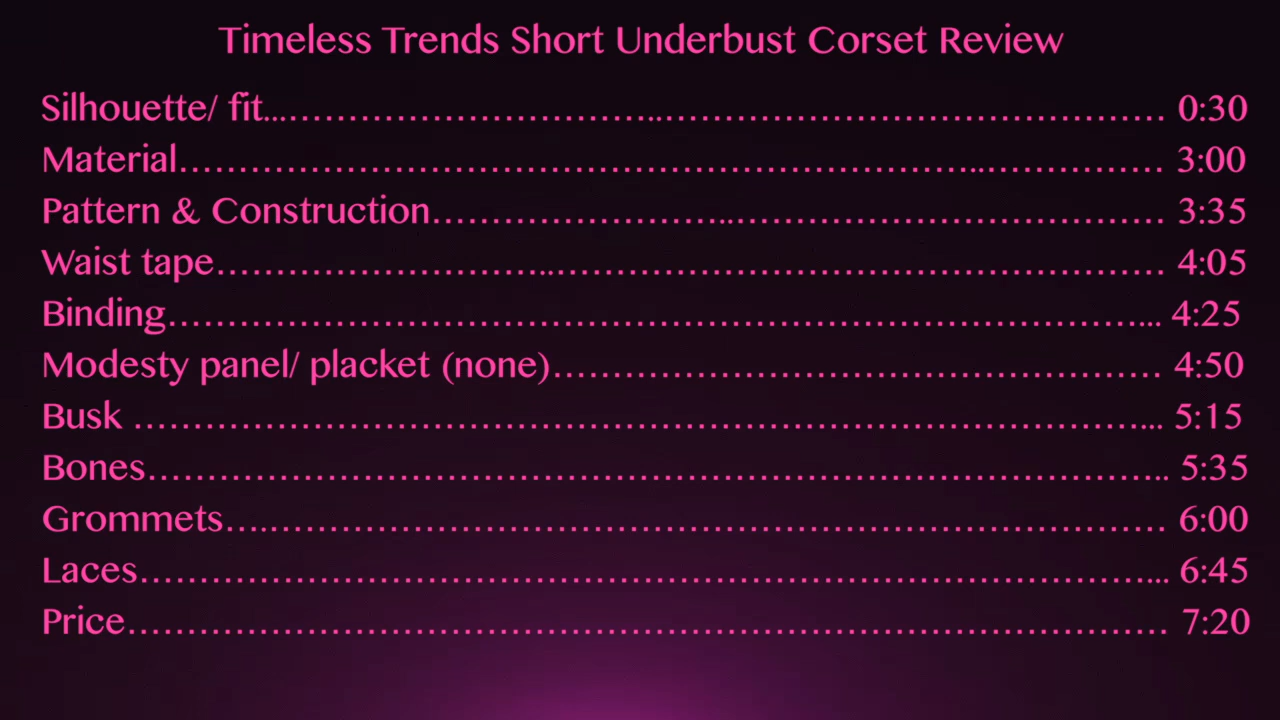 Timeless Trends Short Underbust Corset Review
Silhouette/ fit................................................................................ 0:30
Material................................................................................ 3:00
Pattern & Construction................................................................................ 3:35
Waist tape................................................................................ 4:05
Binding................................................................................ 4:25
Modesty panel/ placket (none)................................................................................ 4:50
Busk ................................................................................ 5:15
Bones................................................................................ 5:35
Grommets................................................................................ 6:00
Laces................................................................................ 6:45
Price................................................................................ 7:20